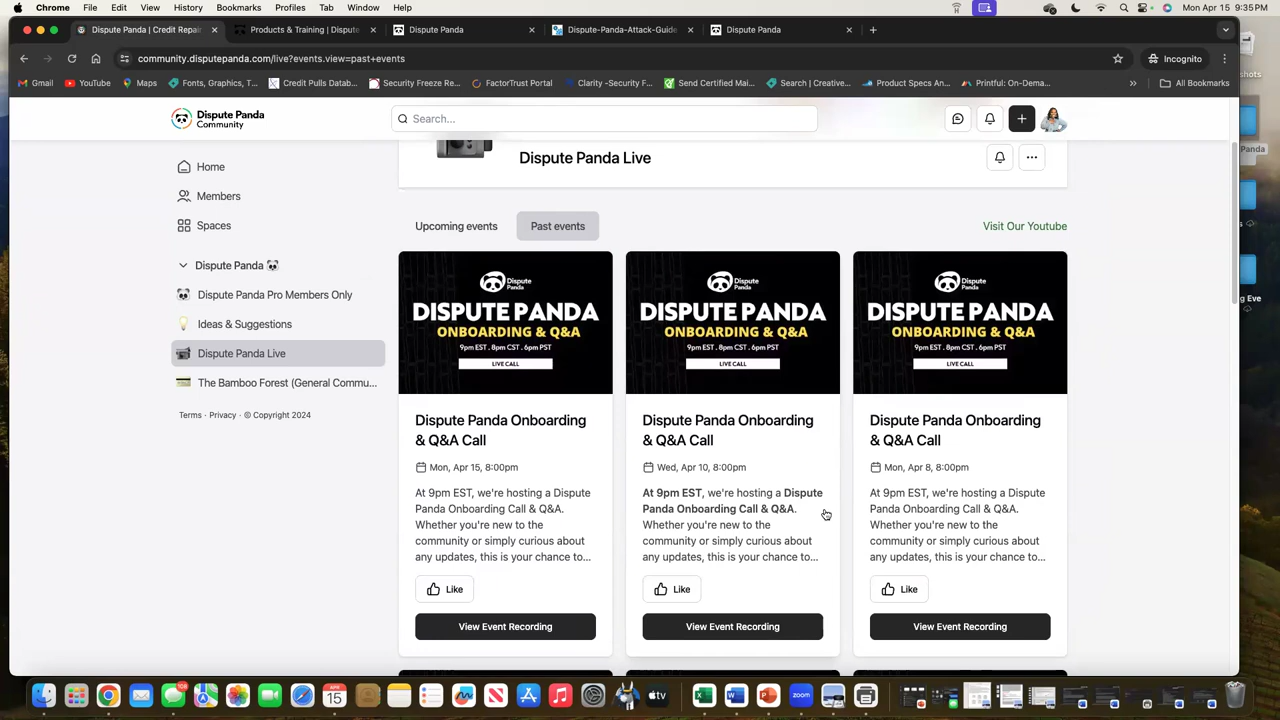 Chrome File Edit View History Bookmarks Profiles Tab Window Help Mon Apr 15 9:35 PM
Dispute Panda | Credit Repai Products & Training | Dispute Dispute Panda Dispute-Panda-Attack-Guide Dispute Panda
community.disputepanda.com/live?events.view=past+events Incognito
Gmail YouTube Maps Fonts, Graphics, T... Credit Pulls Datab... Security Freeze Re... FactorTrust Portal Clarity -Security F... Send Certified Mai... Search | Creative... Product Specs An... Printful: On-Dema... All Bookmarks
Dispute Panda
Community
Search...
shots
Panda
g Eve
Home
Members
Spaces
Dispute Panda 🐼
Dispute Panda Pro Members Only
Ideas & Suggestions
Dispute Panda Live
The Bamboo Forest (General Commu...
Terms · Privacy · © Copyright 2024
Dispute Panda Live
Upcoming events Past events Visit Our Youtube
Dispute
Panda
DISPUTE PANDA
ONBOARDING & Q&A
9pm EST . 8pm CST . 6pm PST
LIVE CALL
Dispute Panda Onboarding
& Q&A Call
Mon, Apr 15, 8:00pm
At 9pm EST, we're hosting a Dispute
Panda Onboarding Call & Q&A.
Whether you're new to the
community or simply curious about
any updates, this is your chance to...
Like
View Event Recording
Dispute
Panda
DISPUTE PANDA
ONBOARDING & Q&A
9pm EST . 8pm CST . 6pm PST
LIVE CALL
Dispute Panda Onboarding
& Q&A Call
Wed, Apr 10, 8:00pm
At 9pm EST, we're hosting a Dispute
Panda Onboarding Call & Q&A.
Whether you're new to the
community or simply curious about
any updates, this is your chance to...
Like
View Event Recording
Dispute
Panda
DISPUTE PANDA
ONBOARDING & Q&A
9pm EST . 8pm CST . 6pm PST
LIVE CALL
Dispute Panda Onboarding
& Q&A Call
Mon, Apr 8, 8:00pm
At 9pm EST, we're hosting a Dispute
Panda Onboarding Call & Q&A.
Whether you're new to the
community or simply curious about
any updates, this is your chance to...
Like
View Event Recording
APR
15
tv
zoom